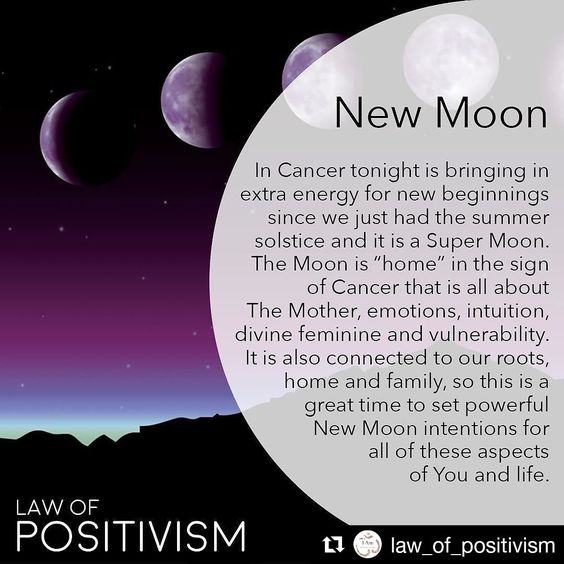 New Moon
In Cancer tonight is bringing in
extra energy for new beginnings
since we just had the summer
solstice and it is a Super Moon.
The Moon is “home” in the sign
of Cancer that is all about
The Mother, emotions, intuition,
divine feminine and vulnerability.
It is also connected to our roots,
home and family, so this is a
great time to set powerful
New Moon intentions for
all of these aspects
of You and life.
LAW OF
POSITIVISM
law_of_positivism